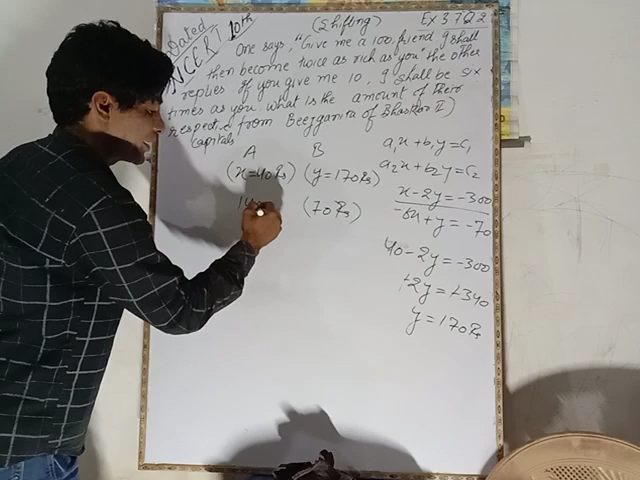 Dated
NCERT 10th
(Shifting)
Ex 3.7 Q 2
One says, "Give me a 100, friend I shall
then become twice as rich as you" the other
replies If you give me 10, I shall be six
times as you what is the amount of there
respective from Beejganita of Bhaskar II)
Capitals
A B
(x=40Rs) (y=170Rs)
(70Rs)
a1x + b1y = c1
a2x + b2y = c2
x-2y=-300
-6x+y=-70
40-2y=-300
+2y=+340
y=170Rs